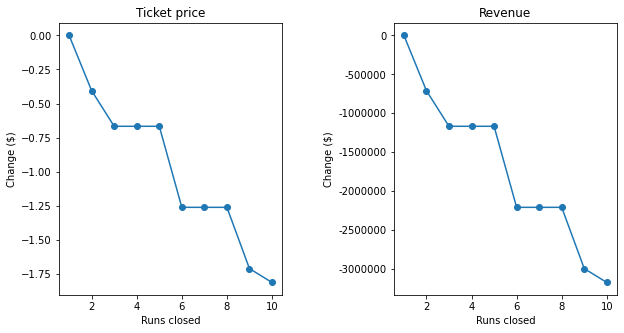 Ticket price
0.00
−0.25
−0.50
−0.75
−1.00
−1.25
−1.50
−1.75
Change ($)
2 4 6 8 10
Runs closed
Revenue
0
−500000
−1000000
−1500000
−2000000
−2500000
−3000000
Change ($)
2 4 6 8 10
Runs closed